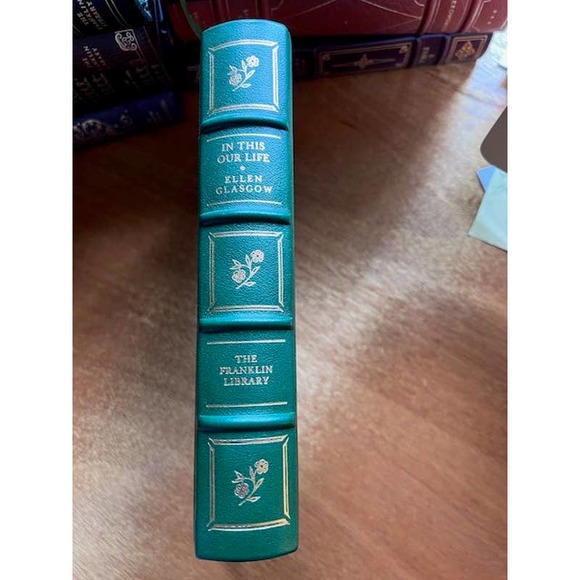 IN THIS
OUR LIFE
ELLEN
GLASGOW
THE
FRANKLIN
LIBRARY